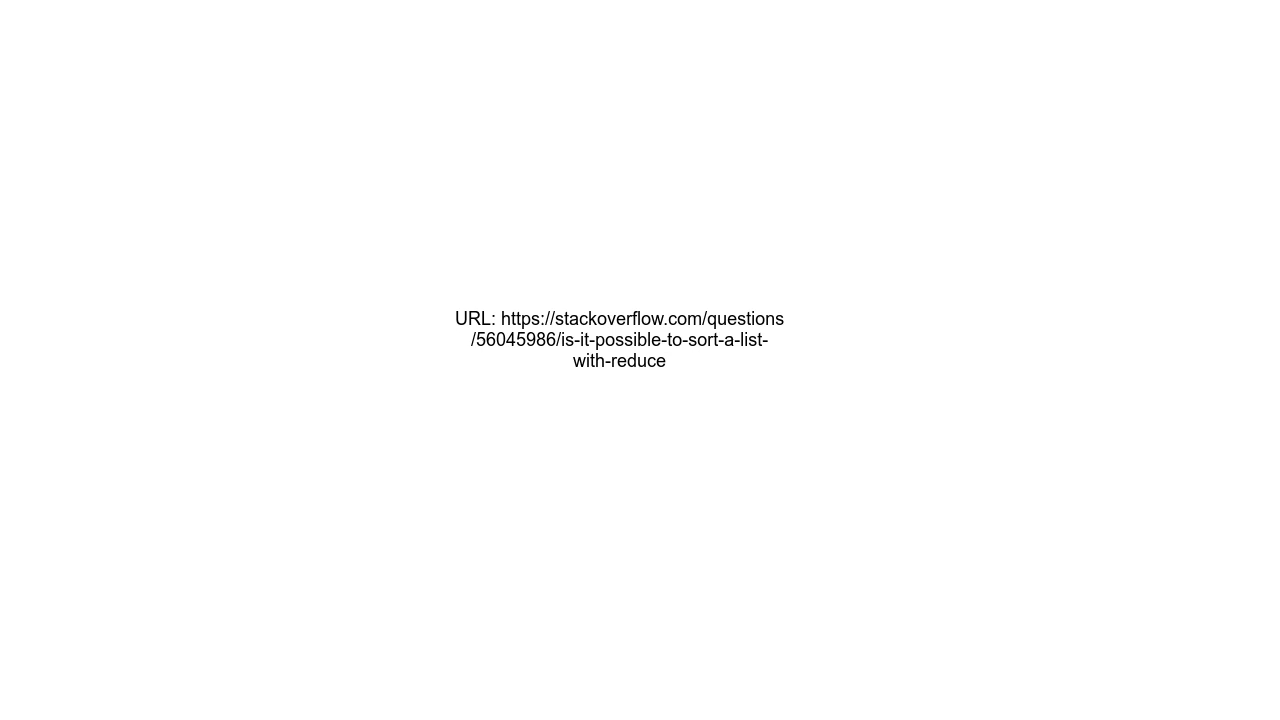 URL: https://stackoverflow.com/questions
/56045986/is-it-possible-to-sort-a-list-
with-reduce